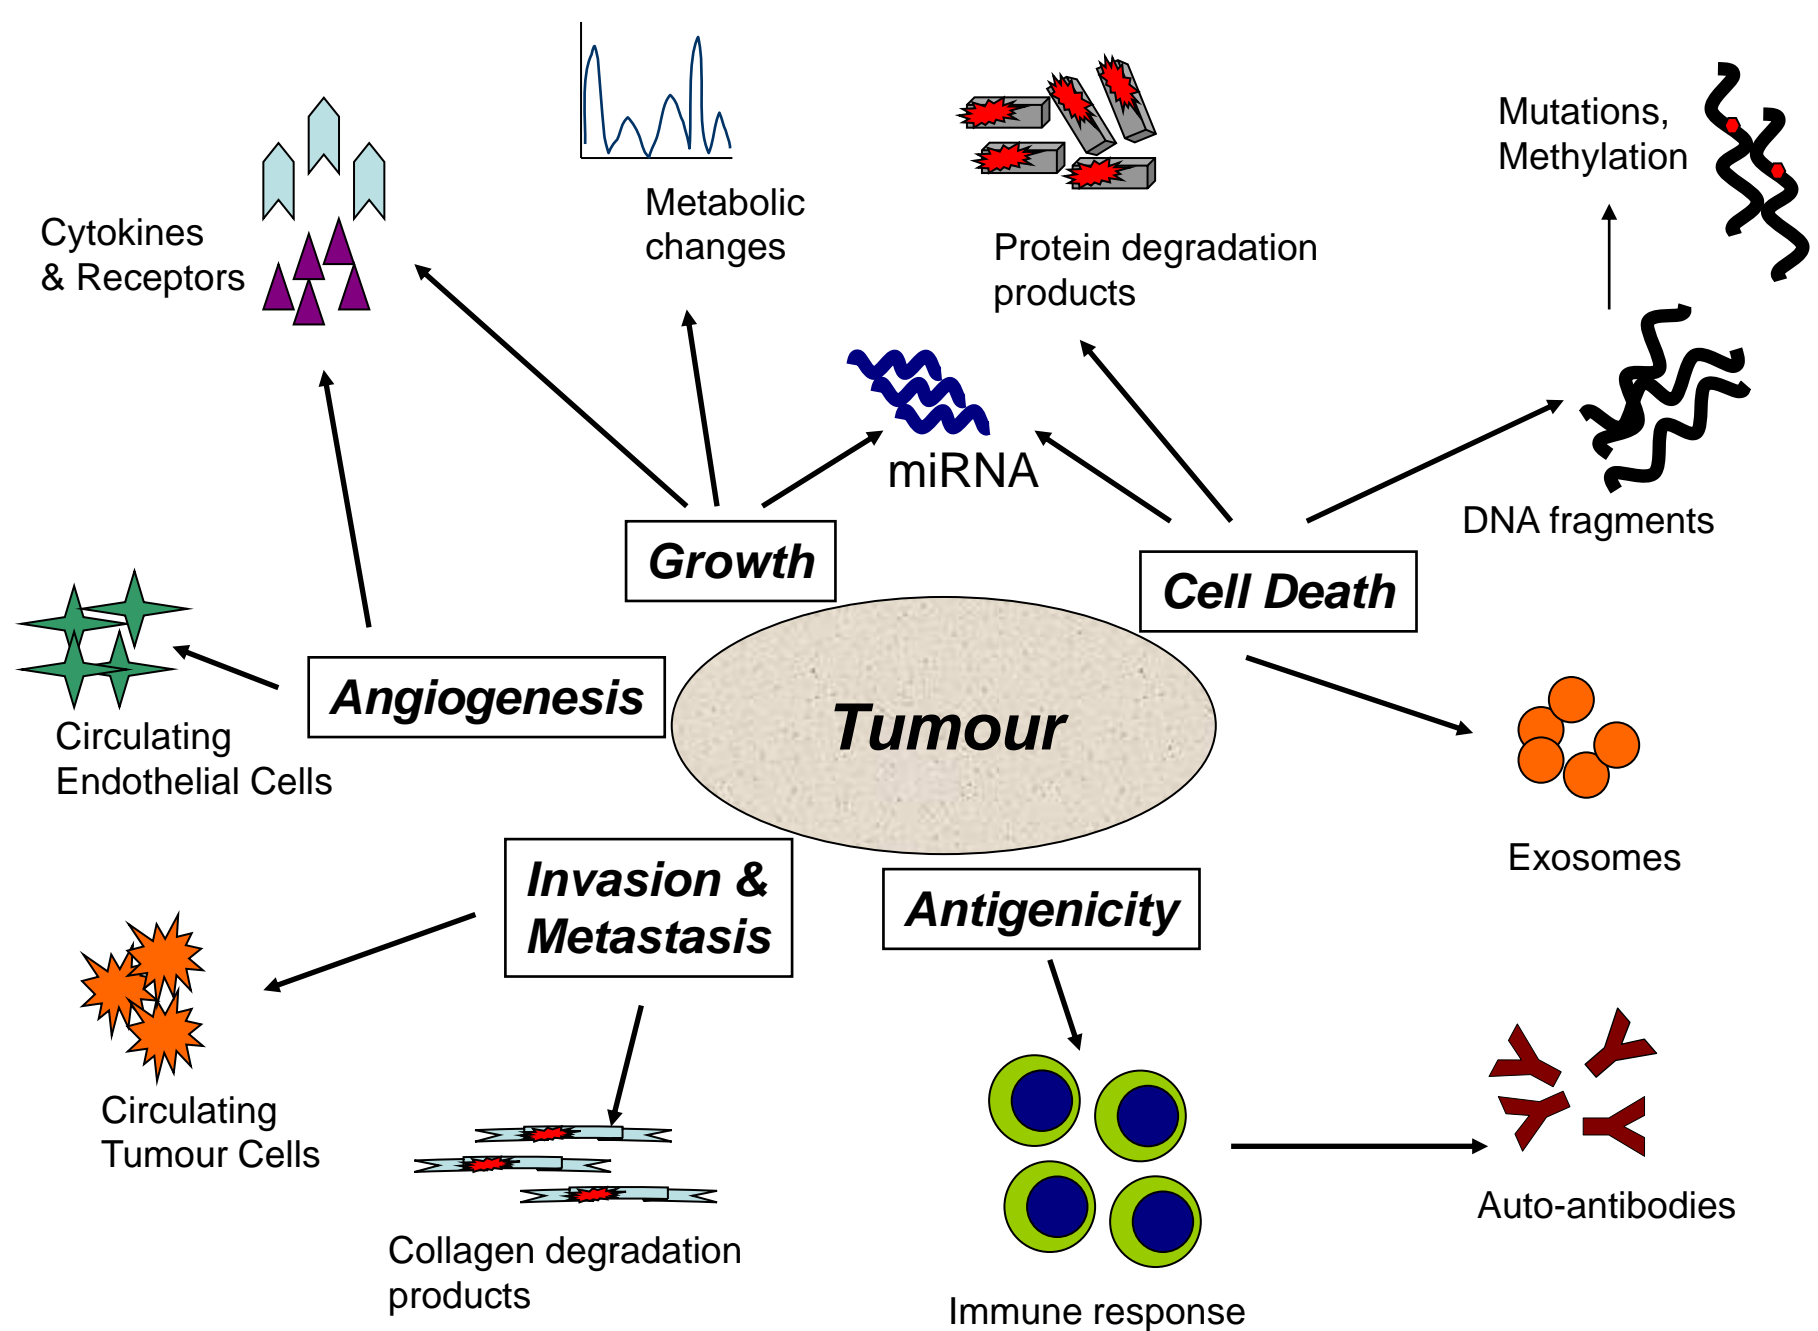 Mutations,
Methylation
Metabolic
changes
Cytokines
& Receptors
Protein degradation
products
miRNA
DNA fragments
Growth
Cell Death
Angiogenesis
Tumour
Circulating
Endothelial Cells
Exosomes
Invasion &
Metastasis
Antigenicity
Circulating
Tumour Cells
Collagen degradation
products
Auto-antibodies
Immune response